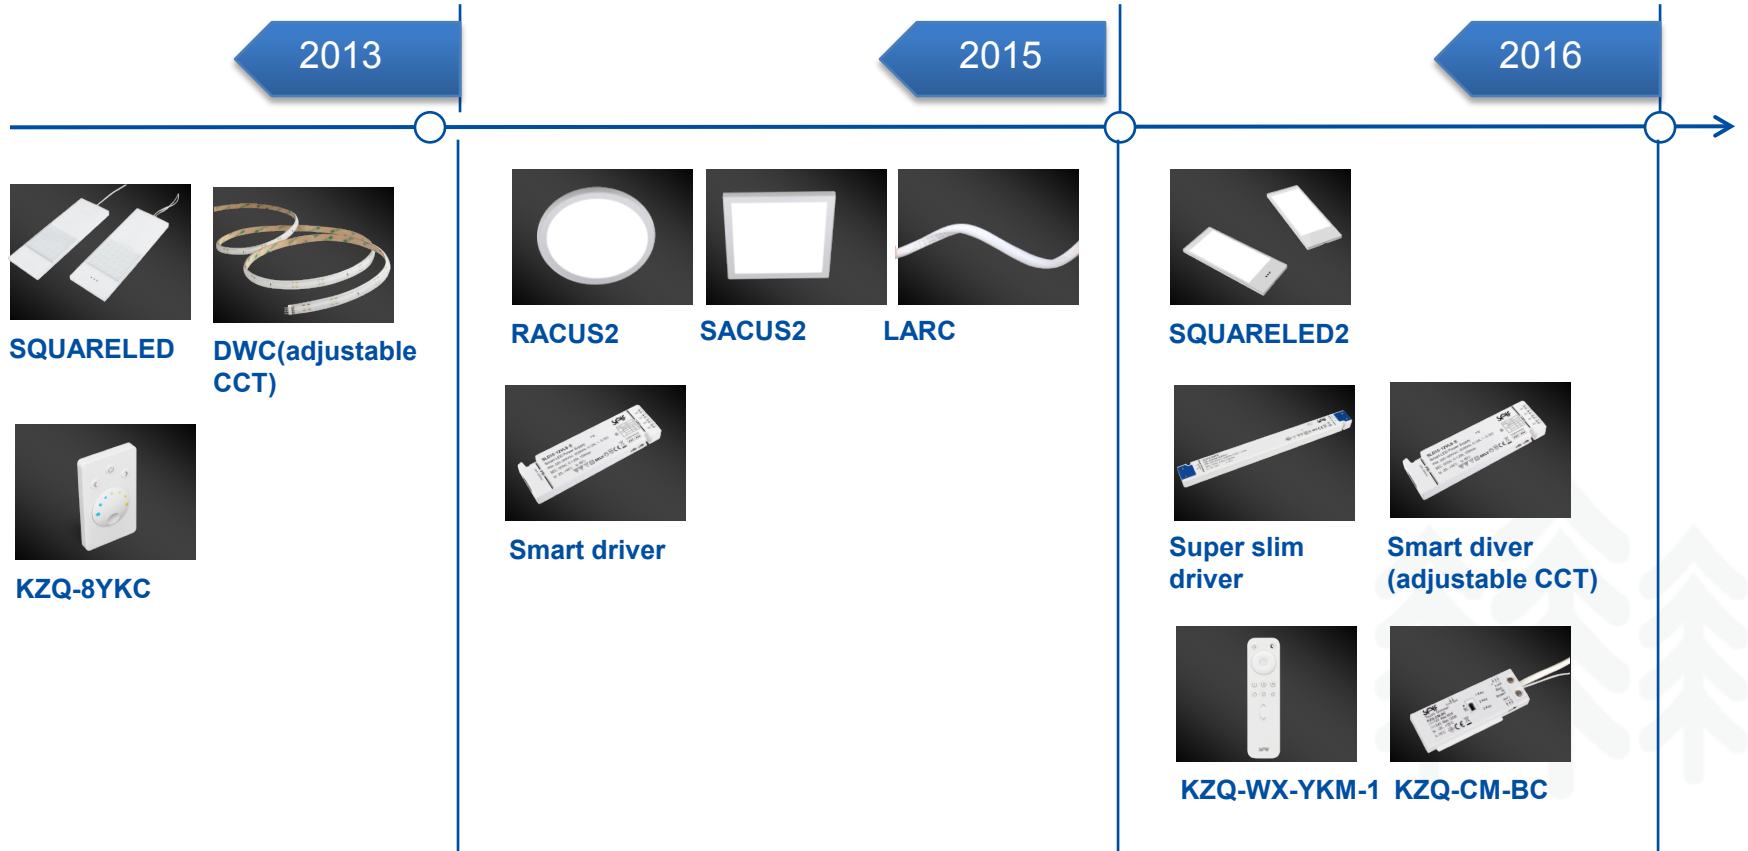 2013
2015
2016
SQUARELED
DWC(adjustable
CCT)
RACUS2
SACUS2
LARC
SQUARELED2
KZQ-8YKC
Smart driver
Super slim
driver
Smart diver
(adjustable CCT)
KZQ-WX-YKM-1
KZQ-CM-BC